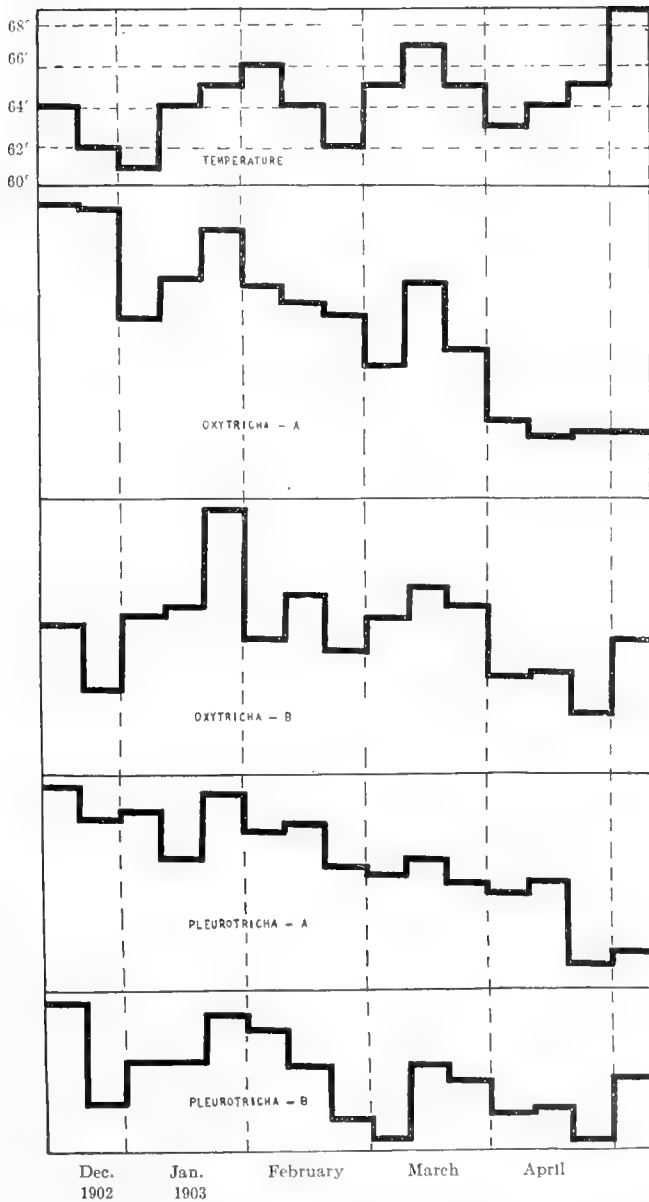 68°
66°
64°
62°
60°
TEMPERATURE
OXYTRICHA – A
OXYTRICHA – B
PLEUROTRICHA – A
PLEUROTRICHA – B
Dec. Jan. February March April
1902 1903